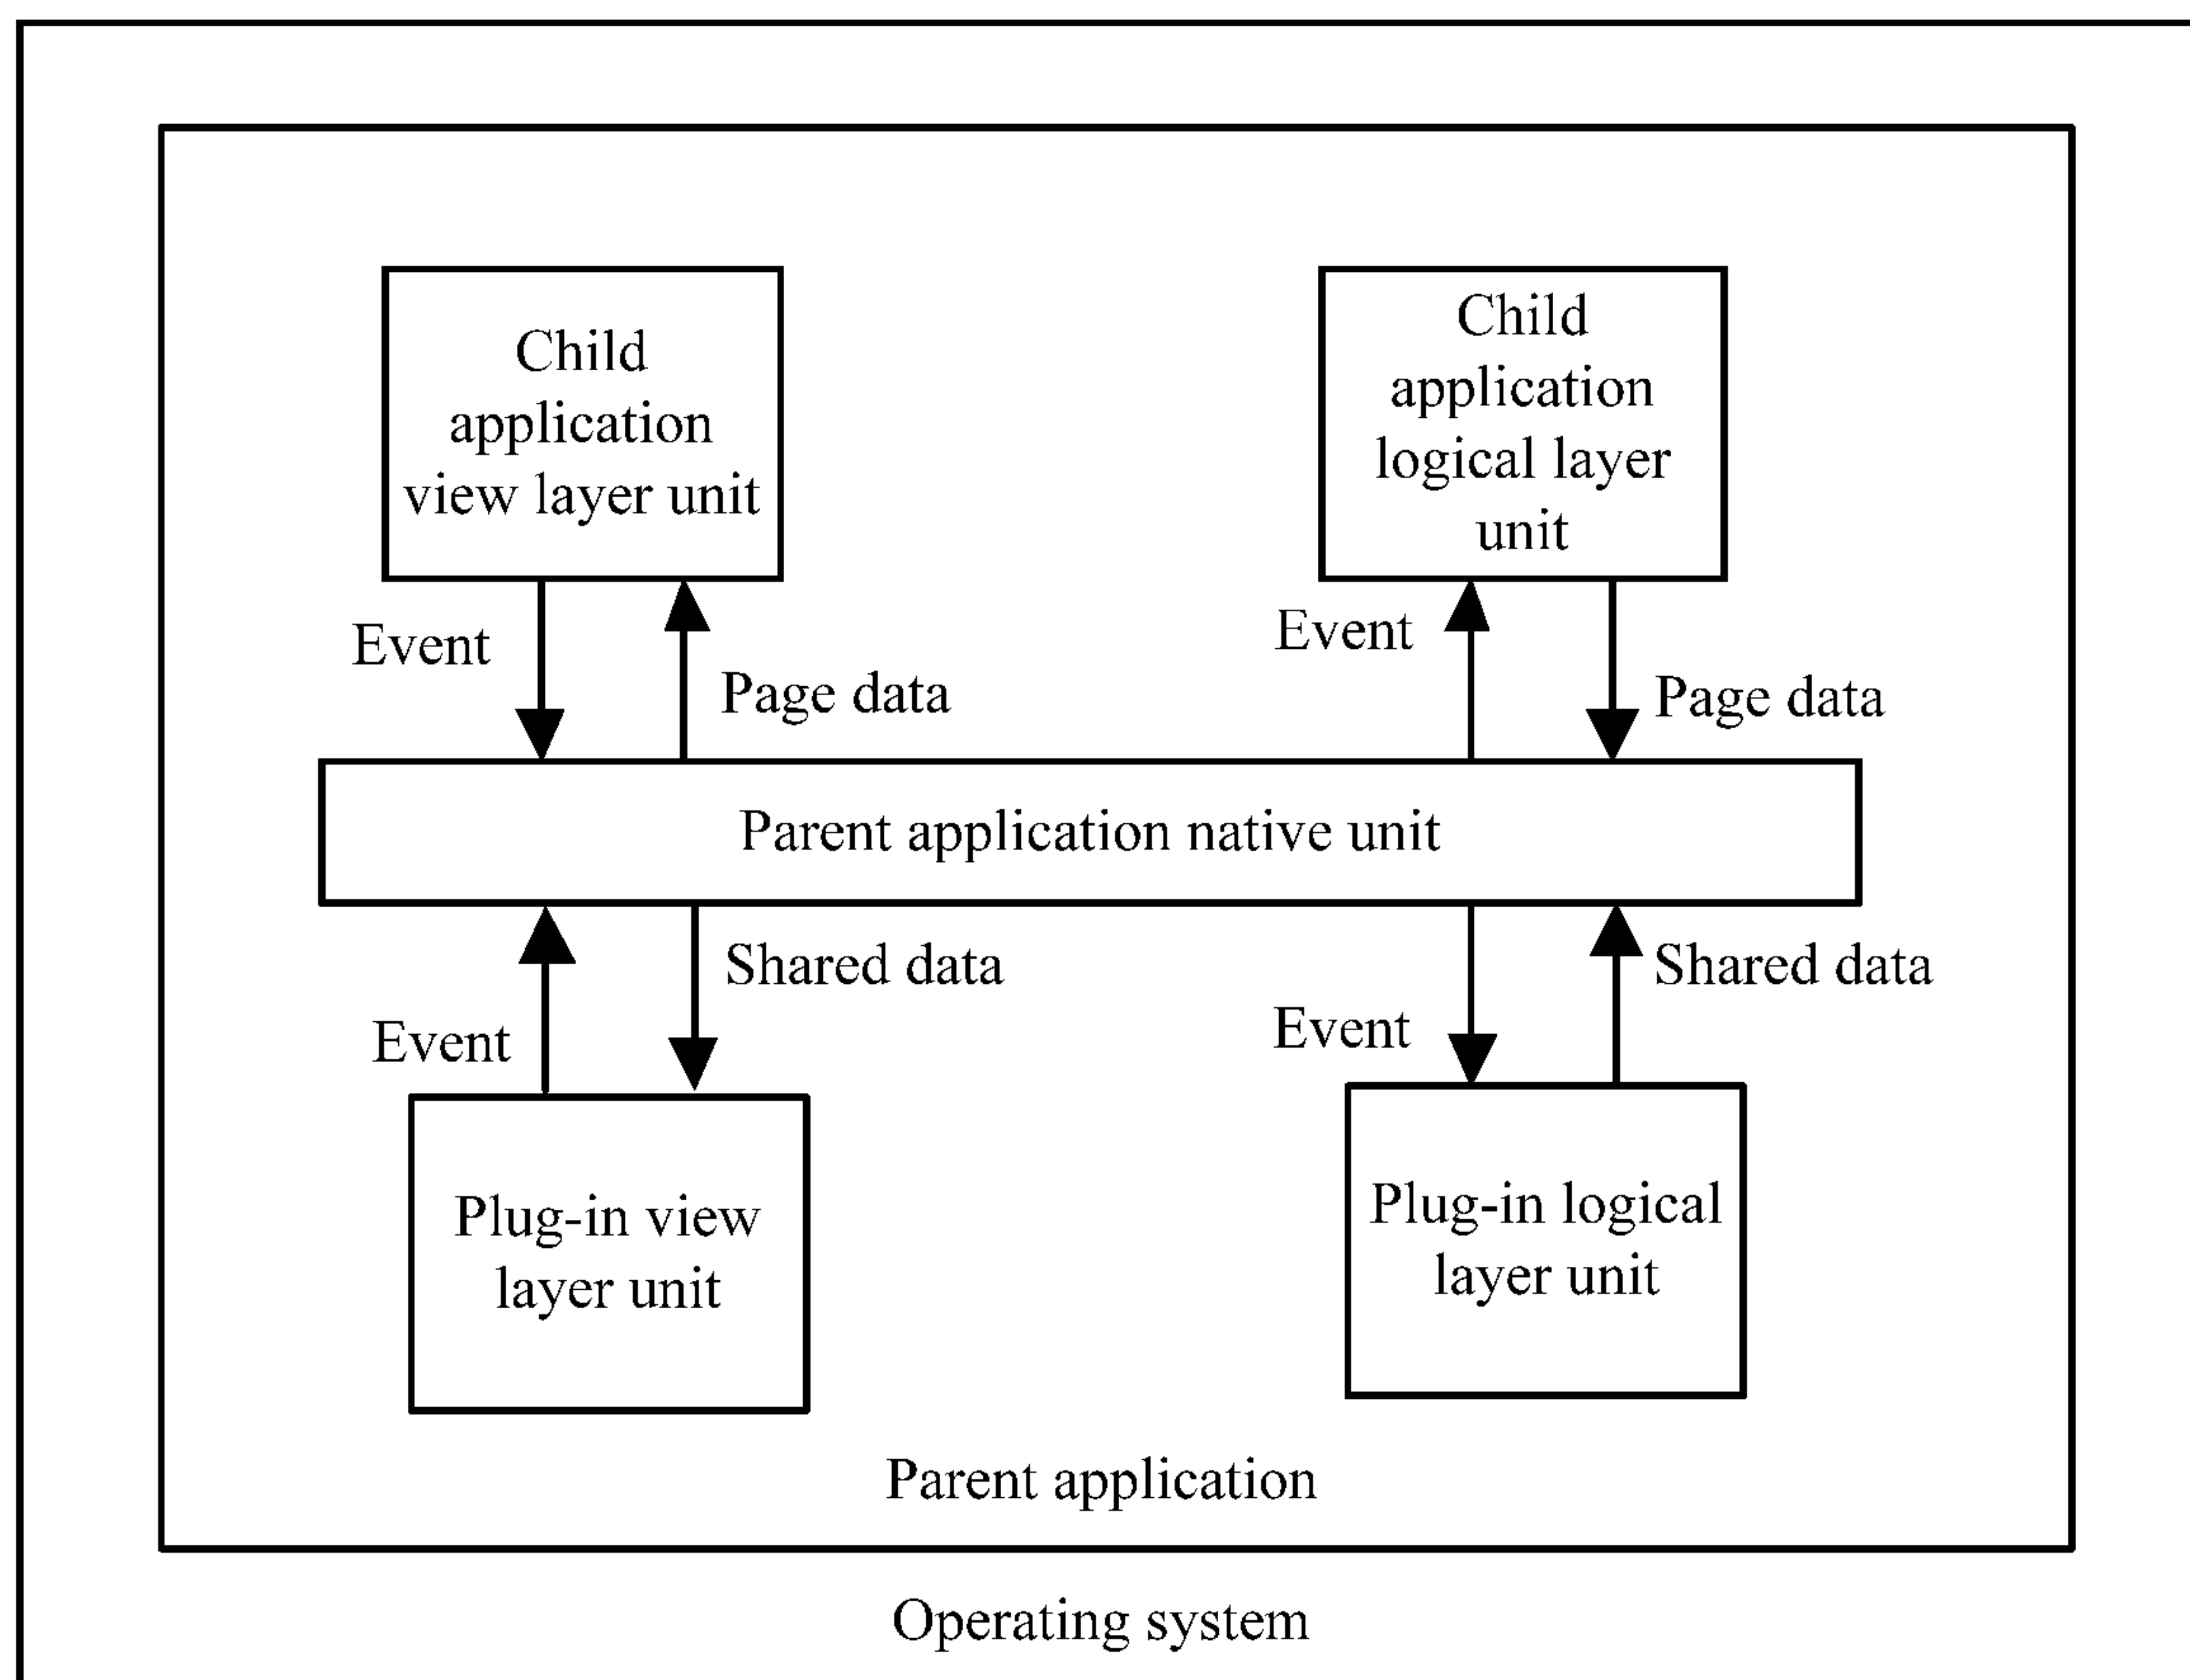 Child
application
view layer unit
Child
application
logical layer
unit
Event
Page data
Event
Page data
Parent application native unit
Event
Shared data
Event
Shared data
Plug-in view
layer unit
Plug-in logical
layer unit
Parent application
Operating system